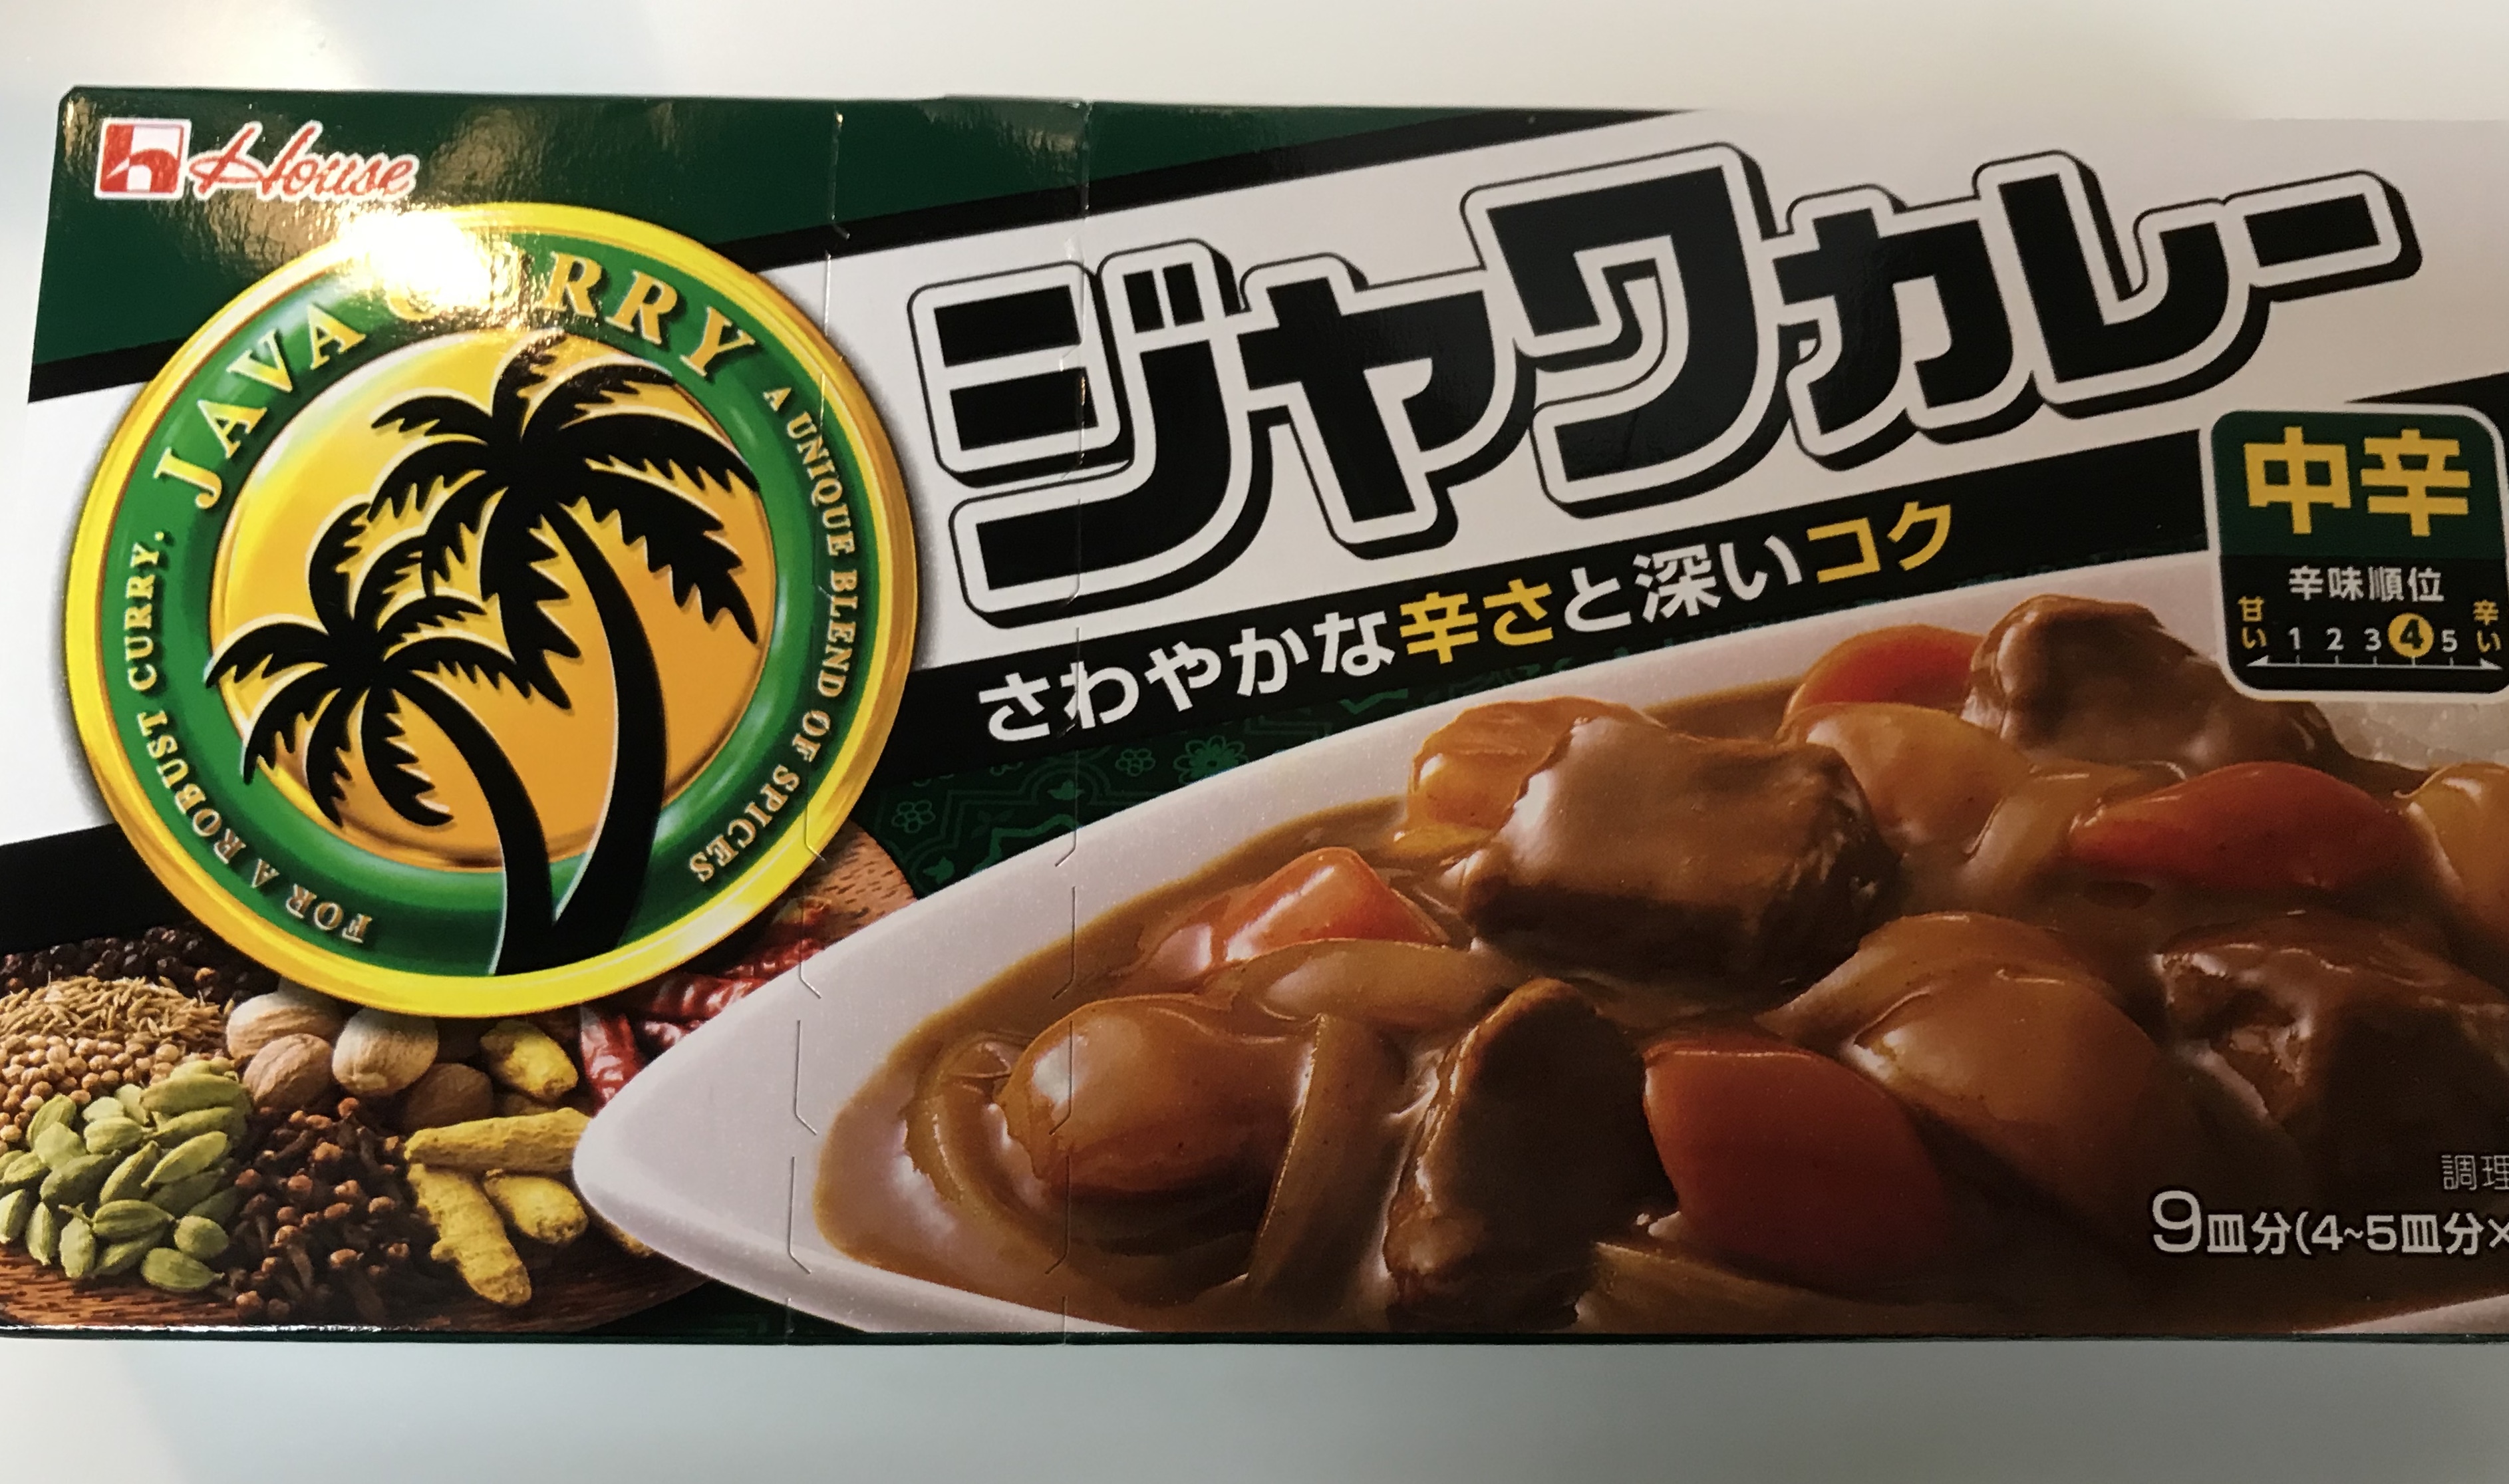 House
JAVA CURRY
A UNIQUE BLEND OF SPICES
FOR A ROBUST CURRY.
ジャワカレー
さわやかな辛さと深いコク
中辛
辛味順位
甘い 1 2 3 4 5 辛い
調理
9皿分(4~5皿分×